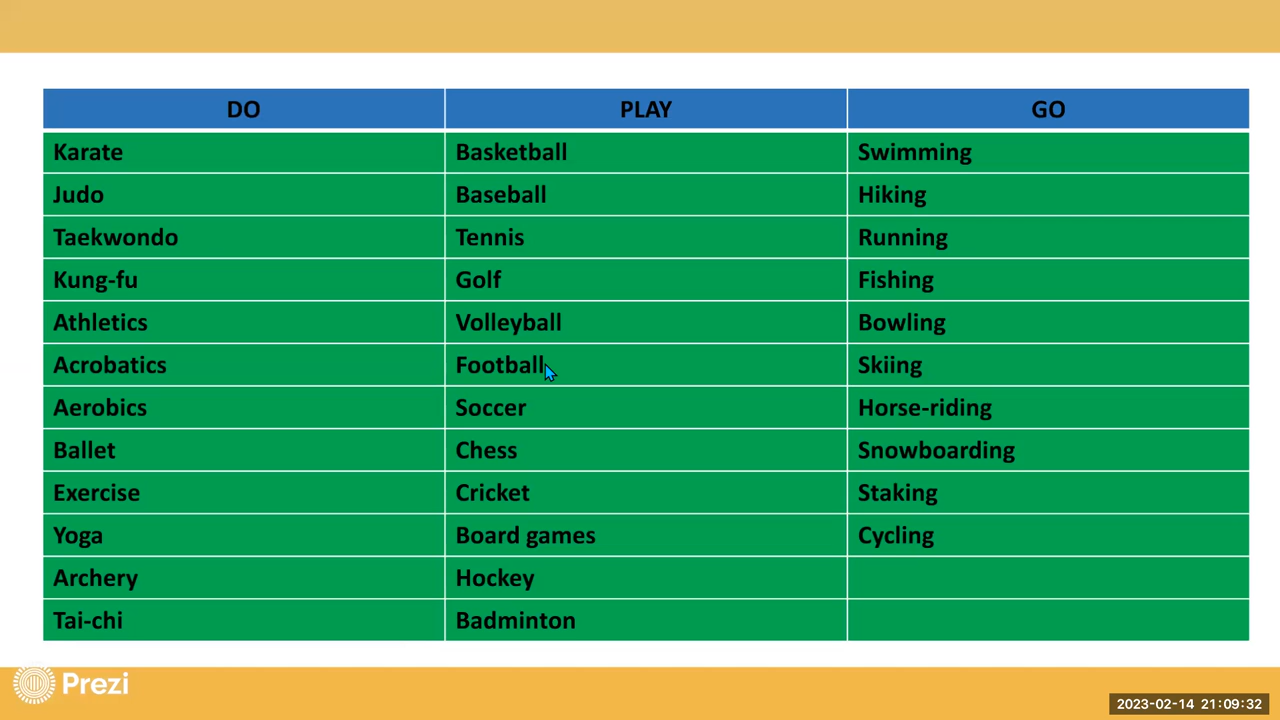 DO PLAY GO
Karate Basketball Swimming
Judo Baseball Hiking
Taekwondo Tennis Running
Kung-fu Golf Fishing
Athletics Volleyball Bowling
Acrobatics Football Skiing
Aerobics Soccer Horse-riding
Ballet Chess Snowboarding
Exercise Cricket Staking
Yoga Board games Cycling
Archery Hockey
Tai-chi Badminton
Prezi
2023-02-14 21:09:32